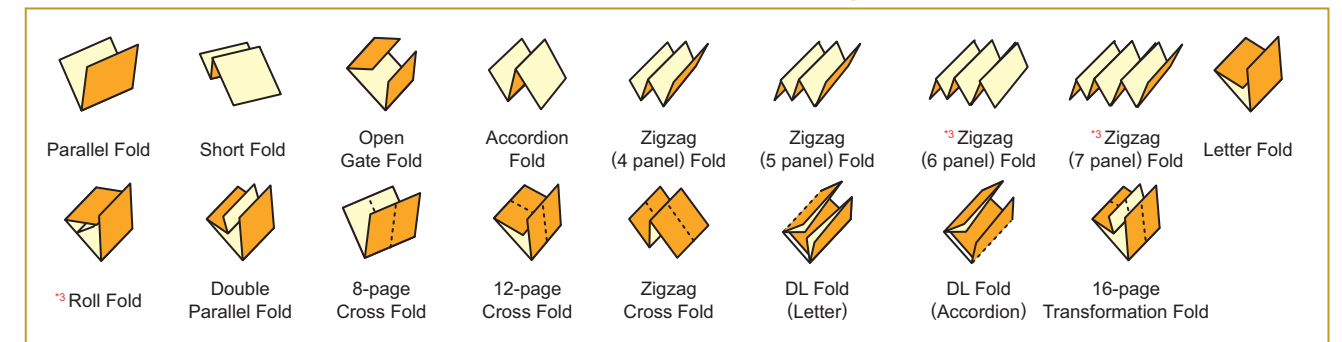 Parallel Fold
Short Fold
Open
Gate Fold
Accordion
Fold
Zigzag
(4 panel) Fold
Zigzag
(5 panel) Fold
*3 Zigzag
(6 panel) Fold
*3 Zigzag
(7 panel) Fold
Letter Fold
*3 Roll Fold
Double
Parallel Fold
8-page
Cross Fold
12-page
Cross Fold
Zigzag
Cross Fold
DL Fold
(Letter)
DL Fold
(Accordion)
16-page
Transformation Fold